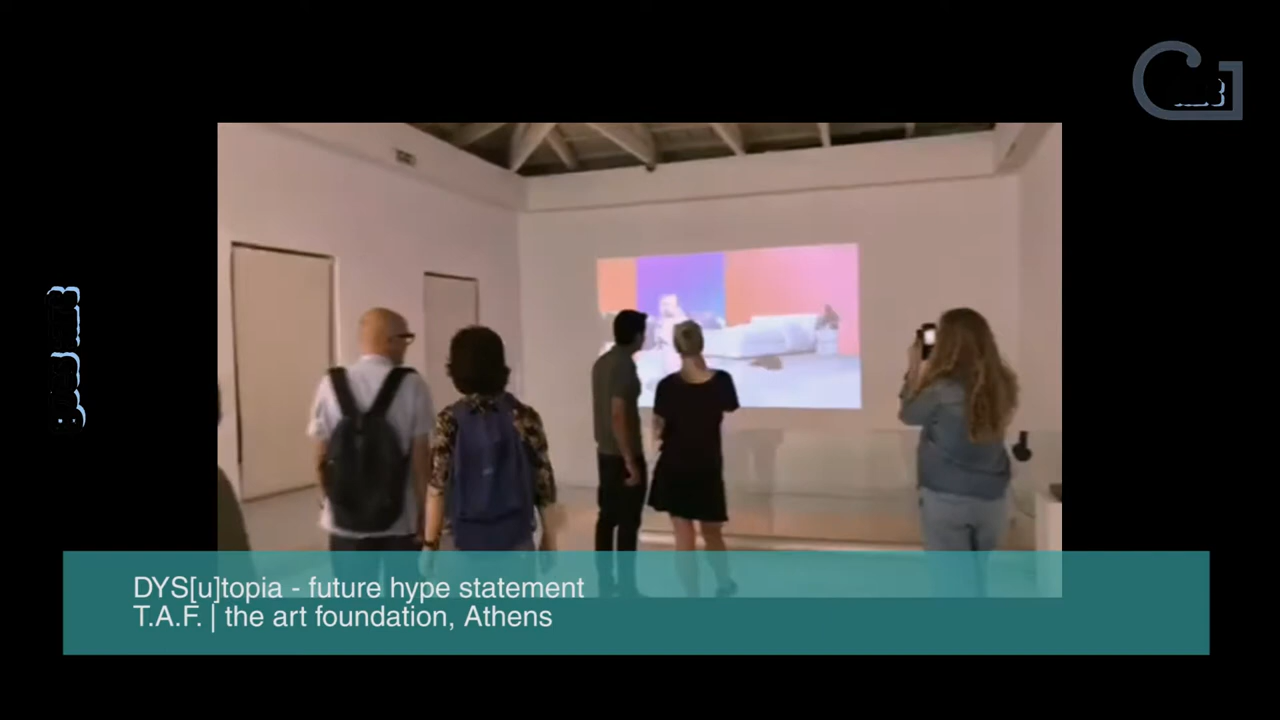 DYS[u]topia - future hype statement
T.A.F. | the art foundation, Athens